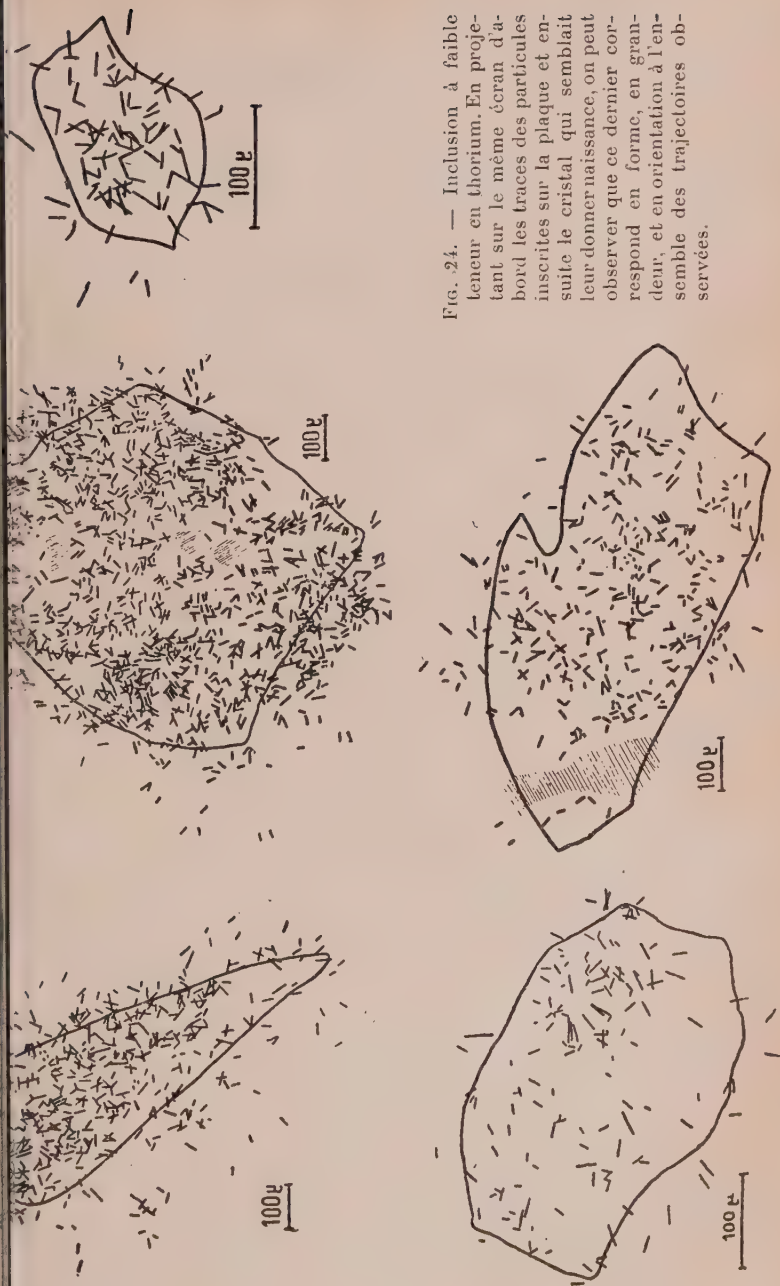 100 µ
100 µ
100 µ
100 µ
100 µ
FIG. 24. — Inclusion à faible
teneur en thorium. En proje-
tant sur le même écran d'a-
bord les traces des particules
inscrites sur la plaque et en-
suite le cristal qui semblait
leur donner naissance, on peut
observer que ce dernier cor-
respond en forme, en gran-
deur, et en orientation à l'en-
semble des trajectoires ob-
servées.